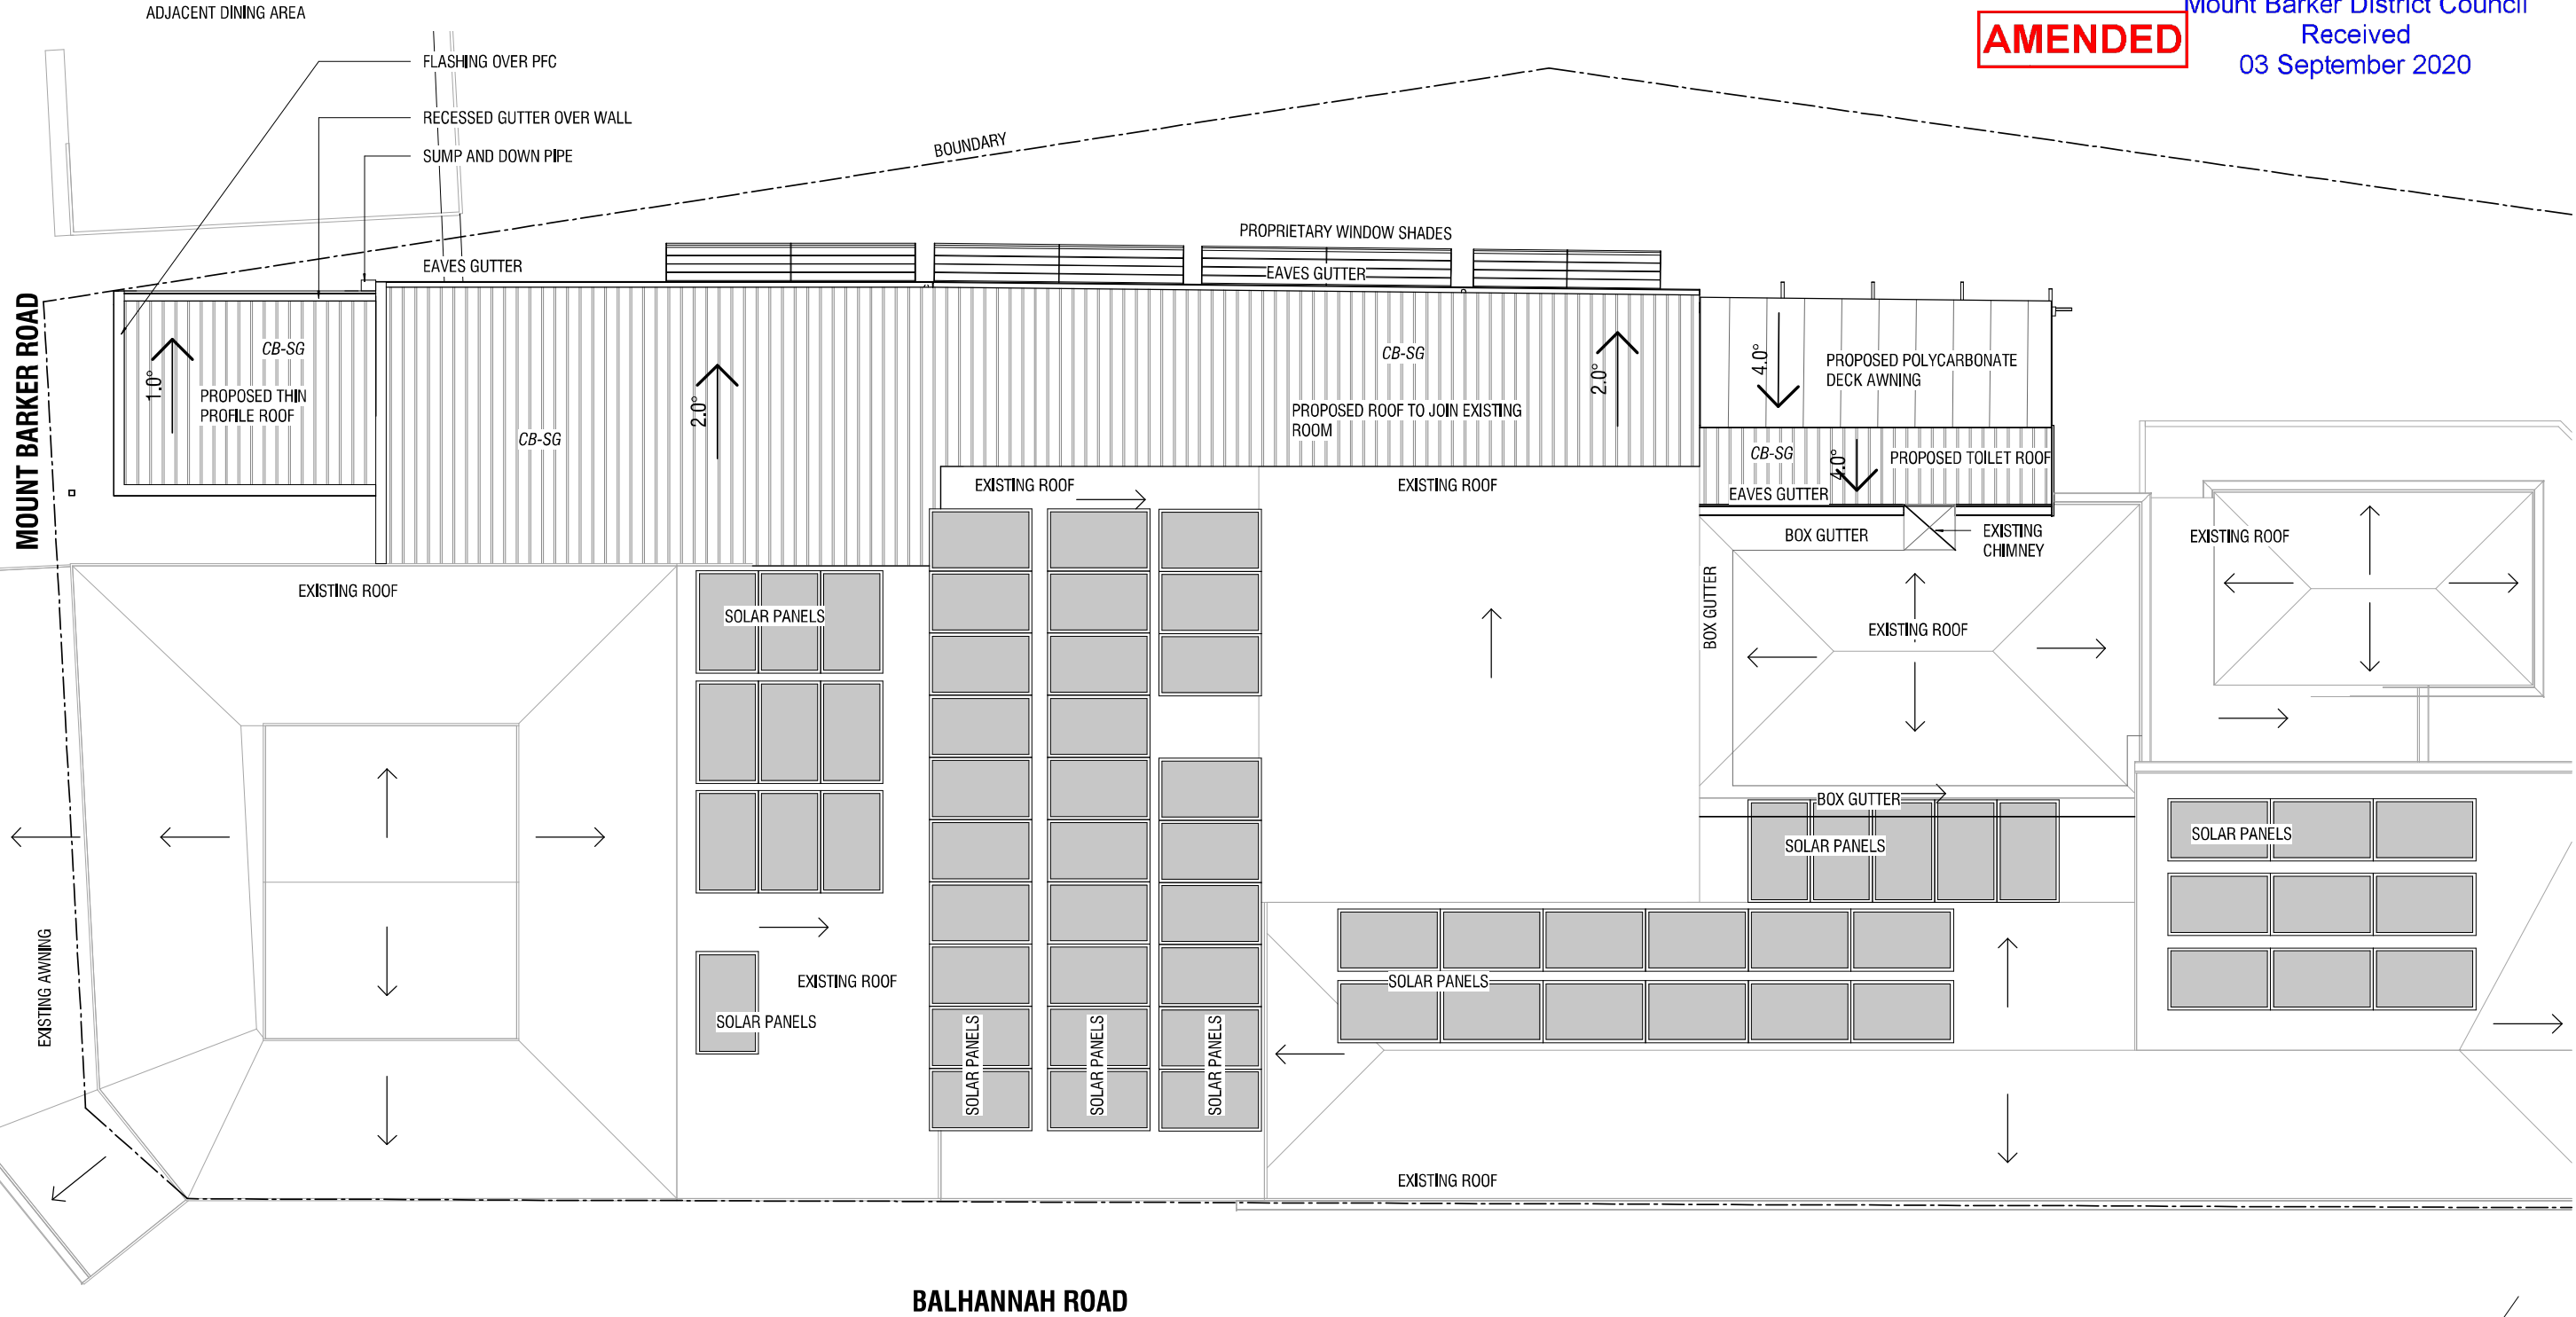 ADJACENT DINING AREA
Mount Barker District Council
AMENDED
Received
03 September 2020
FLASHING OVER PFC
RECESSED GUTTER OVER WALL
SUMP AND DOWN PIPE
BOUNDARY
PROPRIETARY WINDOW SHADES
EAVES GUTTER
EAVES GUTTER
MOUNT BARKER ROAD
1.0°
CB-SG
PROPOSED THIN
PROFILE ROOF
CB-SG
2.0°
CB-SG
PROPOSED ROOF TO JOIN EXISTING
ROOM
2.0°
4.0°
PROPOSED POLYCARBONATE
DECK AWNING
CB-SG
4.0°
PROPOSED TOILET ROOF
EAVES GUTTER
EXISTING ROOF
EXISTING ROOF
BOX GUTTER
EXISTING
CHIMNEY
EXISTING ROOF
EXISTING ROOF
SOLAR PANELS
BOX GUTTER
EXISTING ROOF
BOX GUTTER
SOLAR PANELS
SOLAR PANELS
EXISTING AWNING
EXISTING ROOF
SOLAR PANELS
SOLAR PANELS
SOLAR PANELS
SOLAR PANELS
SOLAR PANELS
EXISTING ROOF
BALHANNAH ROAD